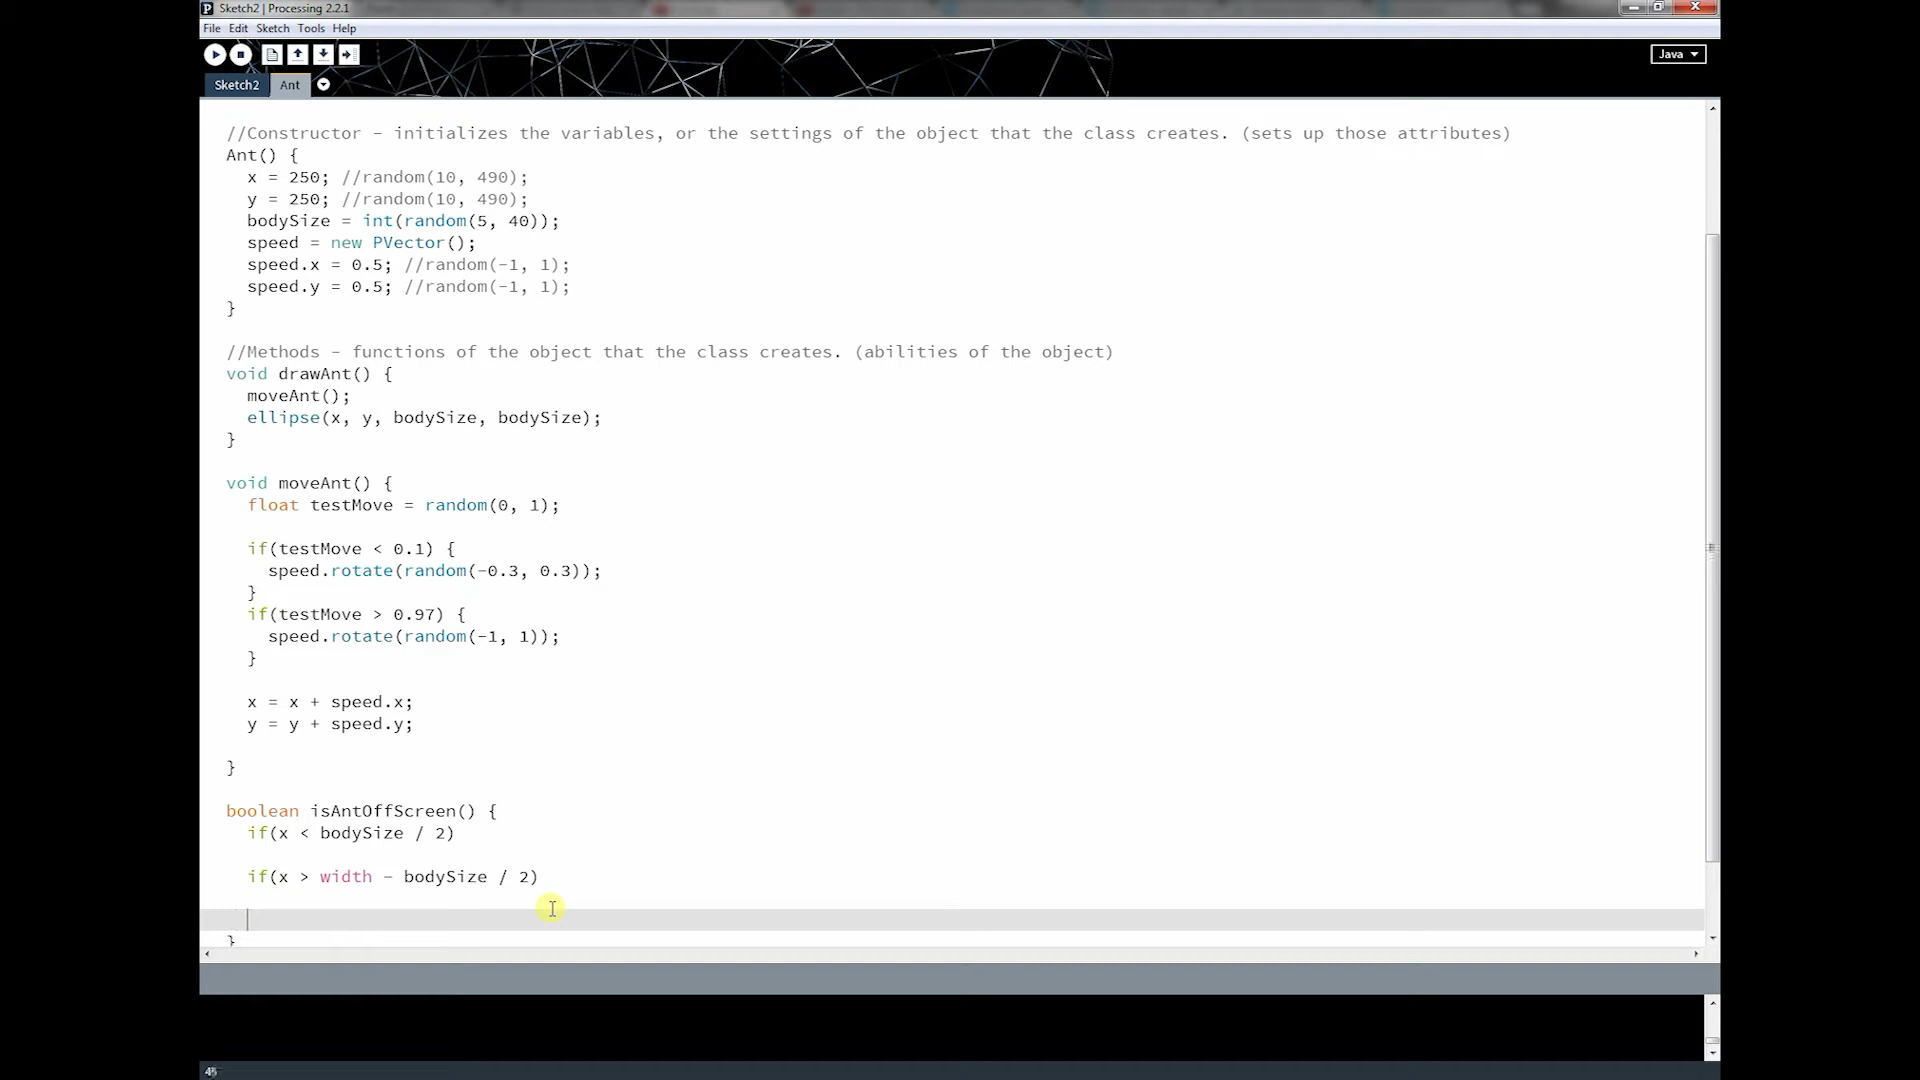 Sketch2 | Processing 2.2.1
File Edit Sketch Tools Help
Java
Sketch2 Ant
//Constructor - initializes the variables, or the settings of the object that the class creates. (sets up those attributes)
Ant() {
x = 250; //random(10, 490);
y = 250; //random(10, 490);
bodySize = int(random(5, 40));
speed = new PVector();
speed.x = 0.5; //random(-1, 1);
speed.y = 0.5; //random(-1, 1);
}
//Methods - functions of the object that the class creates. (abilities of the object)
void drawAnt() {
moveAnt();
ellipse(x, y, bodySize, bodySize);
}
void moveAnt() {
float testMove = random(0, 1);
if(testMove < 0.1) {
speed.rotate(random(-0.3, 0.3));
}
if(testMove > 0.97) {
speed.rotate(random(-1, 1));
}
x = x + speed.x;
y = y + speed.y;
}
boolean isAntOffScreen() {
if(x < bodySize / 2)
if(x > width - bodySize / 2)
}